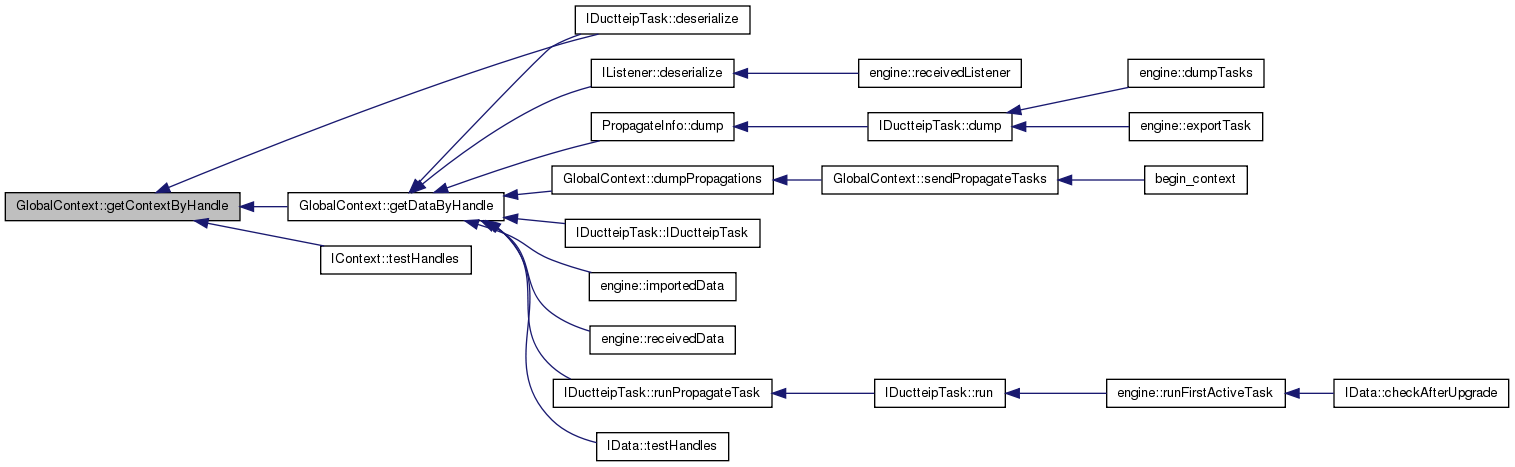 IDuctteipTask::deserialize
IListener::deserialize
engine::receivedListener
engine::dumpTasks
PropagateInfo::dump
IDuctteipTask::dump
engine::exportTask
GlobalContext::dumpPropagations
GlobalContext::sendPropagateTasks
begin_context
GlobalContext::getContextByHandle
GlobalContext::getDataByHandle
IDuctteipTask::IDuctteipTask
IContext::testHandles
engine::importedData
engine::receivedData
IDuctteipTask::runPropagateTask
IDuctteipTask::run
engine::runFirstActiveTask
IData::checkAfterUpgrade
IData::testHandles